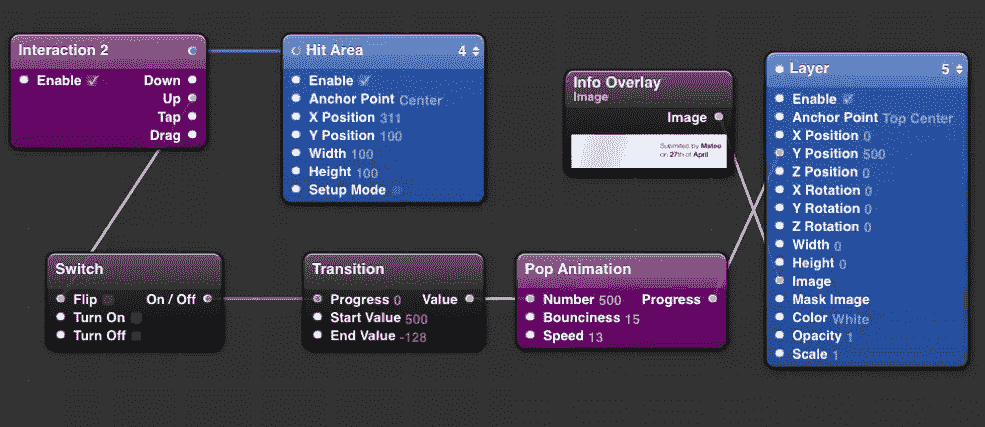 Interaction 2
Enable Down
Up
Tap
Drag
Hit Area 4
Enable
Anchor Point Center
X Position 311
Y Position 100
Width 100
Height 100
Setup Mode
Info Overlay
Image
Image
Submited by Mateo
on 27th of April
Layer 5
Enable
Anchor Point Top Center
X Position 0
Y Position 500
Z Position 0
X Rotation 0
Y Rotation 0
Z Rotation 0
Width 0
Height 0
Image
Mask Image
Color White
Opacity 1
Scale 1
Switch
Flip On / Off
Turn On
Turn Off
Transition
Progress 0 Value
Start Value 500
End Value -128
Pop Animation
Number 500 Progress
Bounciness 15
Speed 13